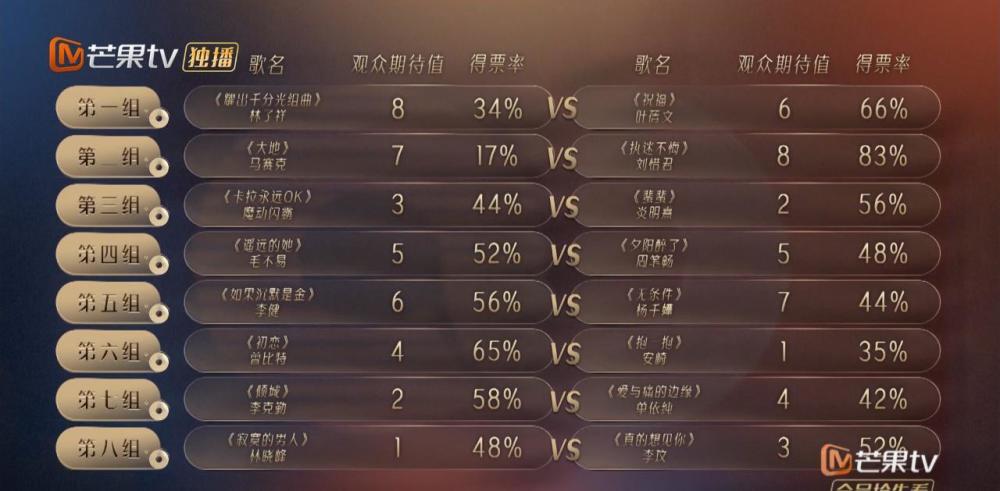 芒果tv 独播
歌名 观众期待值 得票率 歌名 观众期待值 得票率
第一组 《耀出千分光组曲》 8 34% VS 《祝福》 6 66%
林子祥 叶蒨文
第二组 《大地》 7 17% VS 《执迷不悔》 8 83%
马赛克 刘惜君
第三组 《卡拉永远OK》 3 44% VS 《蜚蜚》 2 56%
魔动闪霸 炎明熹
第四组 《遥远的她》 5 52% VS 《夕阳醉了》 5 48%
毛不易 周笔畅
第五组 《如果沉默是金》 6 56% VS 《无条件》 7 44%
李健 杨千嬅
第六组 《初恋》 4 65% VS 《抱一抱》 1 35%
曾比特 安崎
第七组 《倾城》 2 58% VS 《爱与痛的边缘》 4 42%
李克勤 单依纯
第八组 《寂寞的男人》 1 48% VS 《真的想见你》 3 52%
林晓峰 李玟
芒果tv
会员抢先看